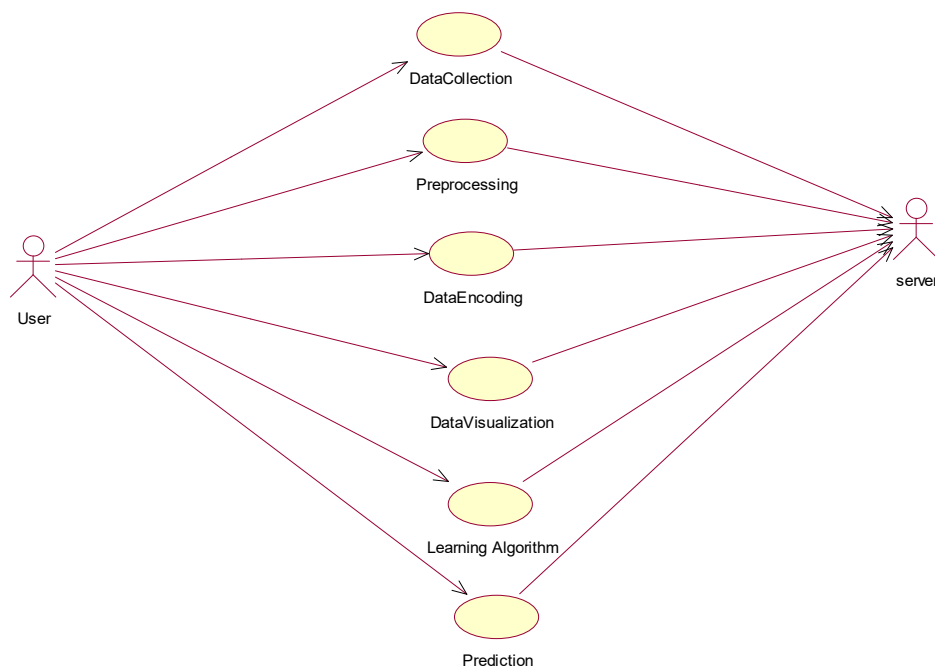 DataCollection
Preprocessing
DataEncoding
User
server
DataVisualization
Learning Algorithm
Prediction